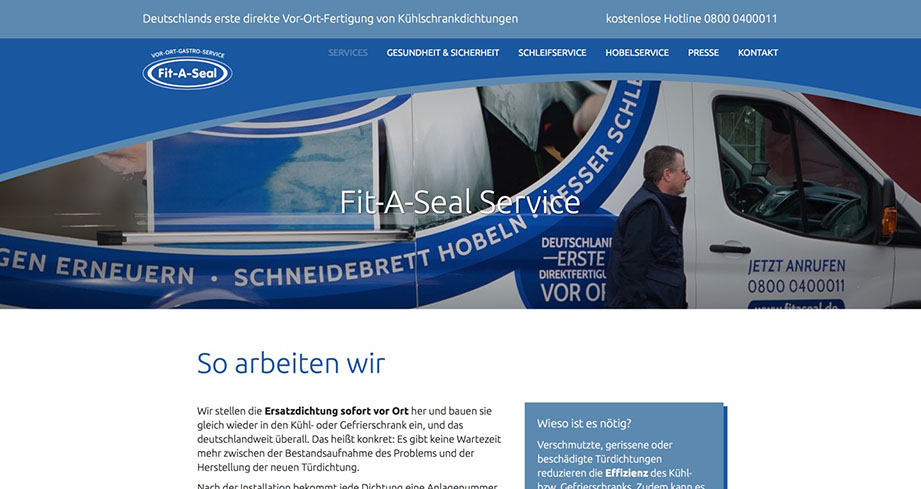 Deutschlands erste direkte Vor-Ort-Fertigung von Kühlschrankdichtungen
kostenlose Hotline 0800 0400011
VOR-ORT-GASTRO-SERVICE
Fit-A-Seal
SERVICES
GESUNDHEIT & SICHERHEIT
SCHLEIFSERVICE
HOBELSERVICE
PRESSE
KONTAKT
Fit-A-Seal Service
GEN ERNEUERN • SCHNEIDEBRETT HOBELN • MESSER SCHLE
DEUTSCHLAN
ERSTE
DIREKTFERTIGU
VOR OR
JETZT ANRUFEN
0800 0400011
www.fitaseal.de
So arbeiten wir
Wir stellen die Ersatzdichtung sofort vor Ort her und bauen sie
gleich wieder in den Kühl- oder Gefrierschrank ein, und das
deutschlandweit überall. Das heißt konkret: Es gibt keine Wartezeit
mehr zwischen der Bestandsaufnahme des Problems und der
Herstellung der neuen Türdichtung.
Nach der Installation bekommt jede Dichtung eine Anlagenummer,
Wieso ist es nötig?
Verschmutzte, gerissene oder
beschädigte Türdichtungen
reduzieren die Effizienz des Kühl-
bzw. Gefrierschranks. Zudem kann es